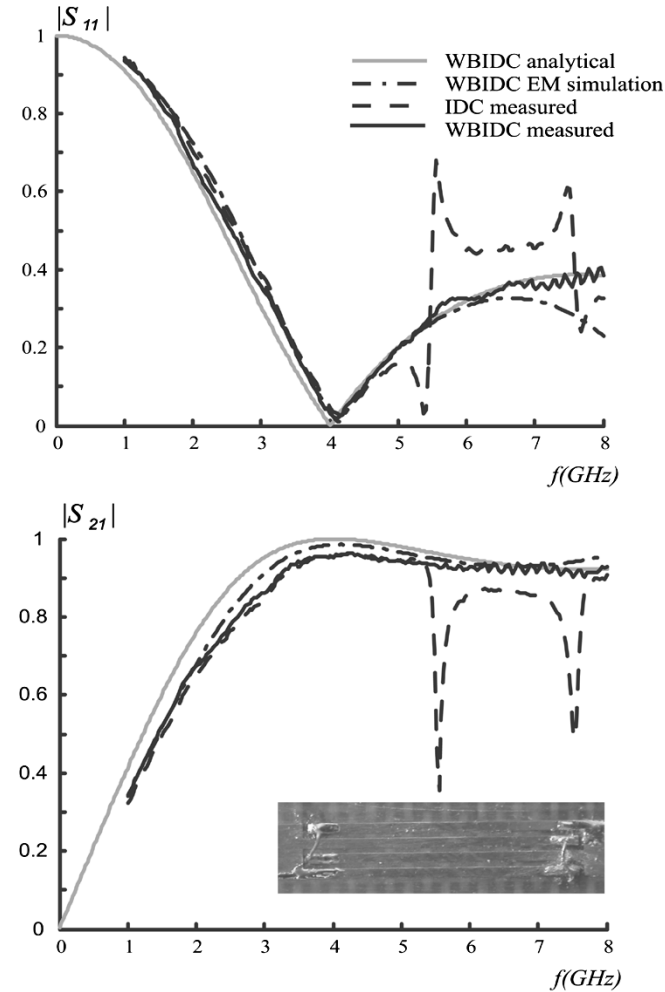 |S 11|
1
0.8
0.6
0.4
0.2
0
WBIDC analytical
WBIDC EM simulation
IDC measured
WBIDC measured
0 1 2 3 4 5 6 7 8
f(GHz)
|S 21|
1
0.8
0.6
0.4
0.2
0
0 1 2 3 4 5 6 7 8
f(GHz)